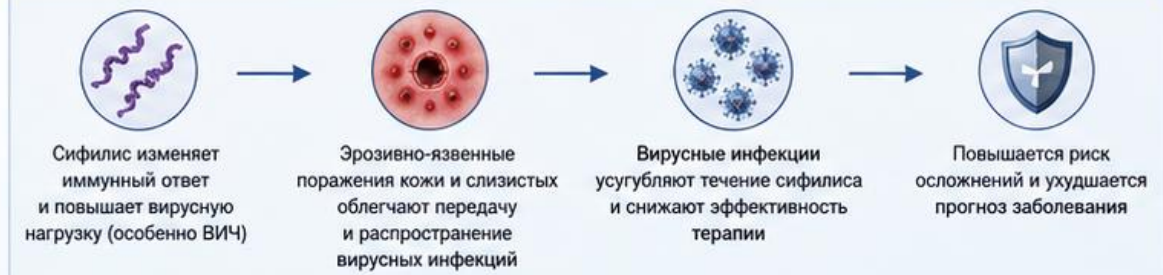 Сифилис изменяет
иммунный ответ
и повышает вирусную
нагрузку (особенно ВИЧ)
Эрозивно-язвенные
поражения кожи и слизистых
облегчают передачу
и распространение
вирусных инфекций
Вирусные инфекции
усугубляют течение сифилиса
и снижают эффективность
терапии
Повышается риск
осложнений и ухудшается
прогноз заболевания